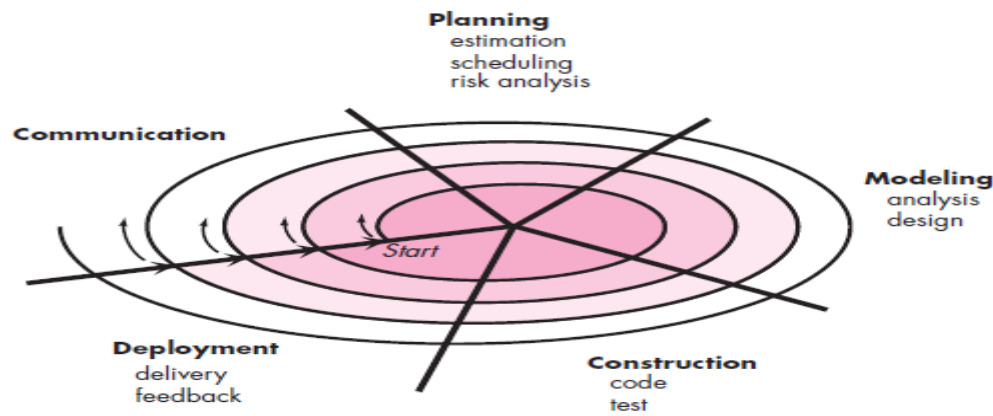 Planning
estimation
scheduling
risk analysis
Communication
Modeling
analysis
design
Start
Deployment
delivery
feedback
Construction
code
test